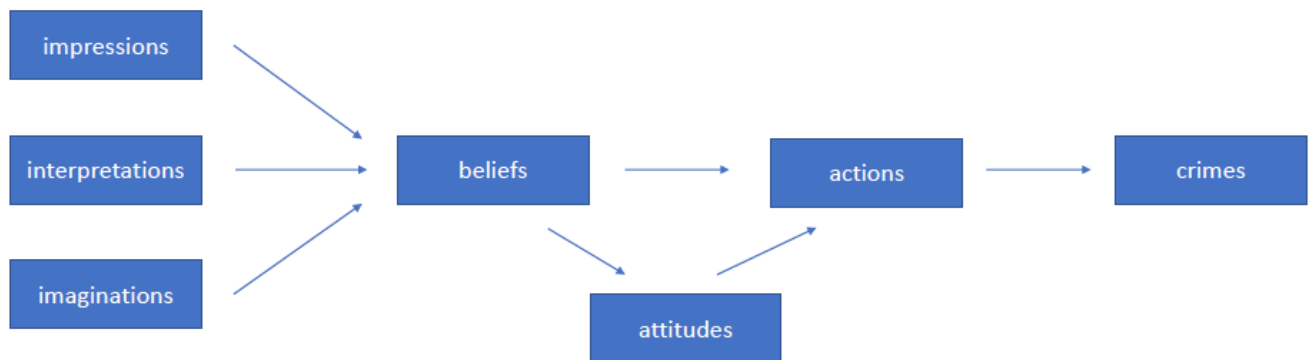 impressions
interpretations
imaginations
beliefs
attitudes
actions
crimes